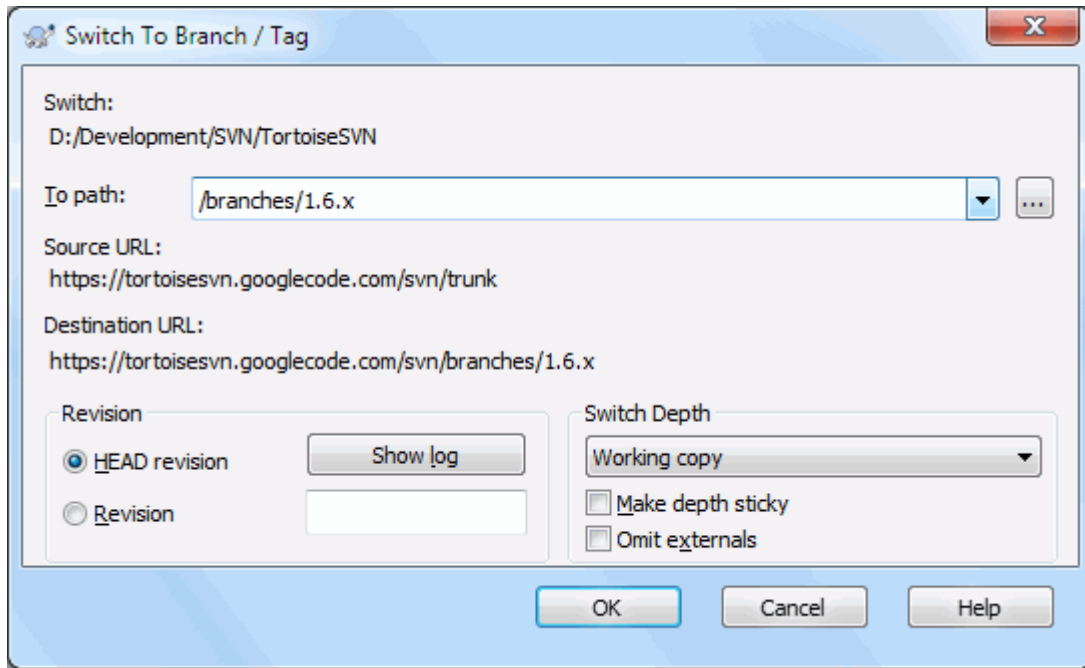 Switch To Branch / Tag
Switch:
D:/Development/SVN/TortoiseSVN
To path:
/branches/1.6.x
...
Source URL:
https://tortoisesvn.googlecode.com/svn/trunk
Destination URL:
https://tortoisesvn.googlecode.com/svn/branches/1.6.x
Revision
HEAD revision
Show log
Revision
Switch Depth
Working copy
Make depth sticky
Omit externals
OK
Cancel
Help